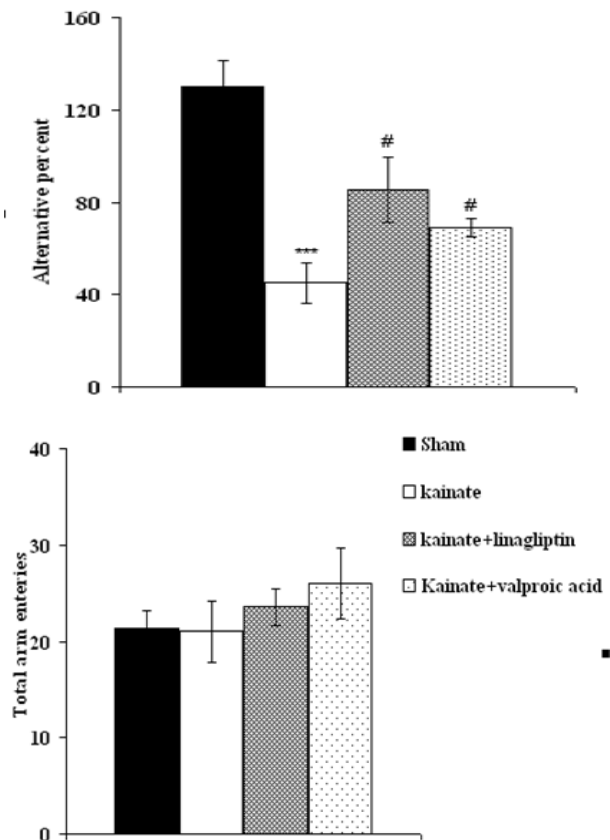 160
120
80
40
0
Alternative percent
***
#
#
40
30
20
10
0
Total arm enteries
Sham
kainate
kainate+linagliptin
Kainate+valproic acid